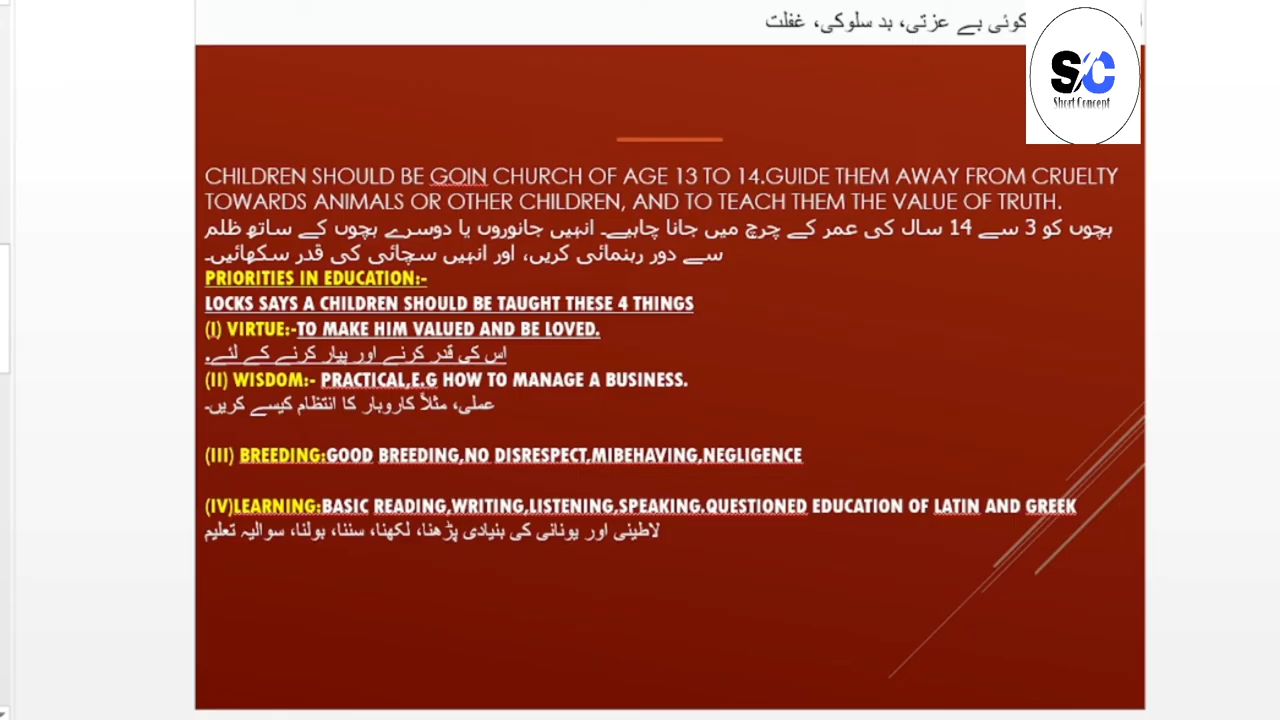 کوئی بے عزتی، بد سلوکی، غفلت
S/C
Short Concept
CHILDREN SHOULD BE GOIN CHURCH OF AGE 13 TO 14.GUIDE THEM AWAY FROM CRUELTY
TOWARDS ANIMALS OR OTHER CHILDREN, AND TO TEACH THEM THE VALUE OF TRUTH.
بچوں کو 3 سے 14 سال کی عمر کے چرچ میں جانا چاہیے۔ انہیں جانوروں یا دوسرے بچوں کے ساتھ ظلم
سے دور رہنمائی کریں، اور انہیں سچائی کی قدر سکھائیں۔
PRIORITIES IN EDUCATION:-
LOCKS SAYS A CHILDREN SHOULD BE TAUGHT THESE 4 THINGS
(I) VIRTUE:-TO MAKE HIM VALUED AND BE LOVED.
اس کی قدر کرنے اور پیار کرنے کے لئے.
(II) WISDOM:- PRACTICAL,E.G HOW TO MANAGE A BUSINESS.
عملی، مثلاً کاروبار کا انتظام کیسے کریں۔
(III) BREEDING:GOOD BREEDING,NO DISRESPECT,MIBEHAVING,NEGLIGENCE
(IV)LEARNING:BASIC READING,WRITING,LISTENING,SPEAKING.QUESTIONED EDUCATION OF LATIN AND GREEK
لاطینی اور یونانی کی بنیادی پڑھنا، لکھنا، سننا، بولنا، سوالیہ تعلیم